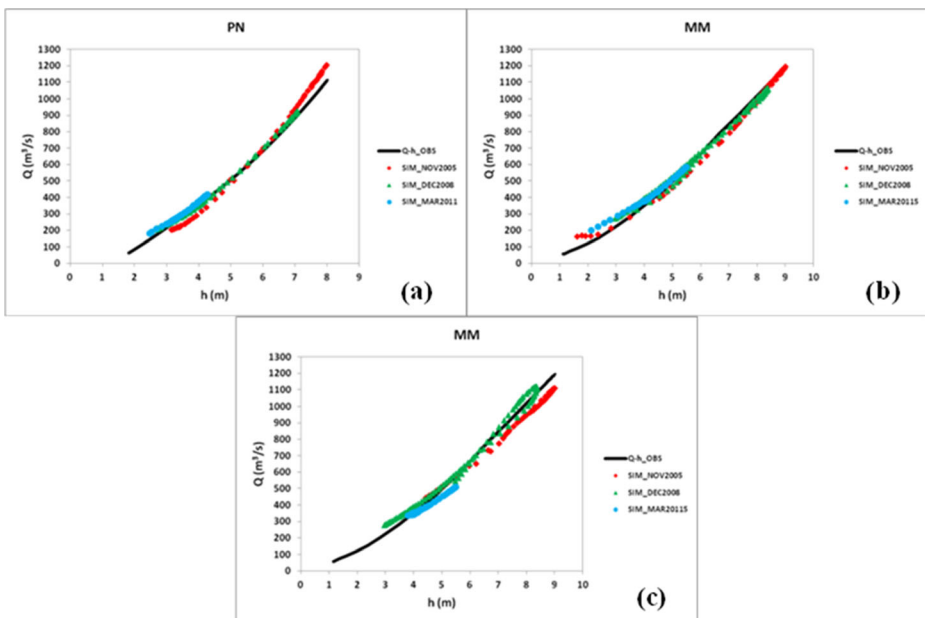 PN
1300
1200
1100
1000
900
800
700
600
500
400
300
200
100
0
Q (m³/s)
0 1 2 3 4 5 6 7 8 9
h (m)
Q-h_OBS
SIM_NOV2005
SIM_DEC2008
SIM_MAR2011
(a)
MM
1300
1200
1100
1000
900
800
700
600
500
400
300
200
100
0
Q (m³/s)
0 1 2 3 4 5 6 7 8 9 10
h (m)
Q-h_OBS
SIM_NOV2005
SIM_DEC2008
SIM_MAR20115
(b)
MM
1300
1200
1100
1000
900
800
700
600
500
400
300
200
100
0
Q (m³/s)
0 1 2 3 4 5 6 7 8 9 10
h (m)
Q-h_OBS
SIM_NOV2005
SIM_DEC2008
SIM_MAR20115
(c)